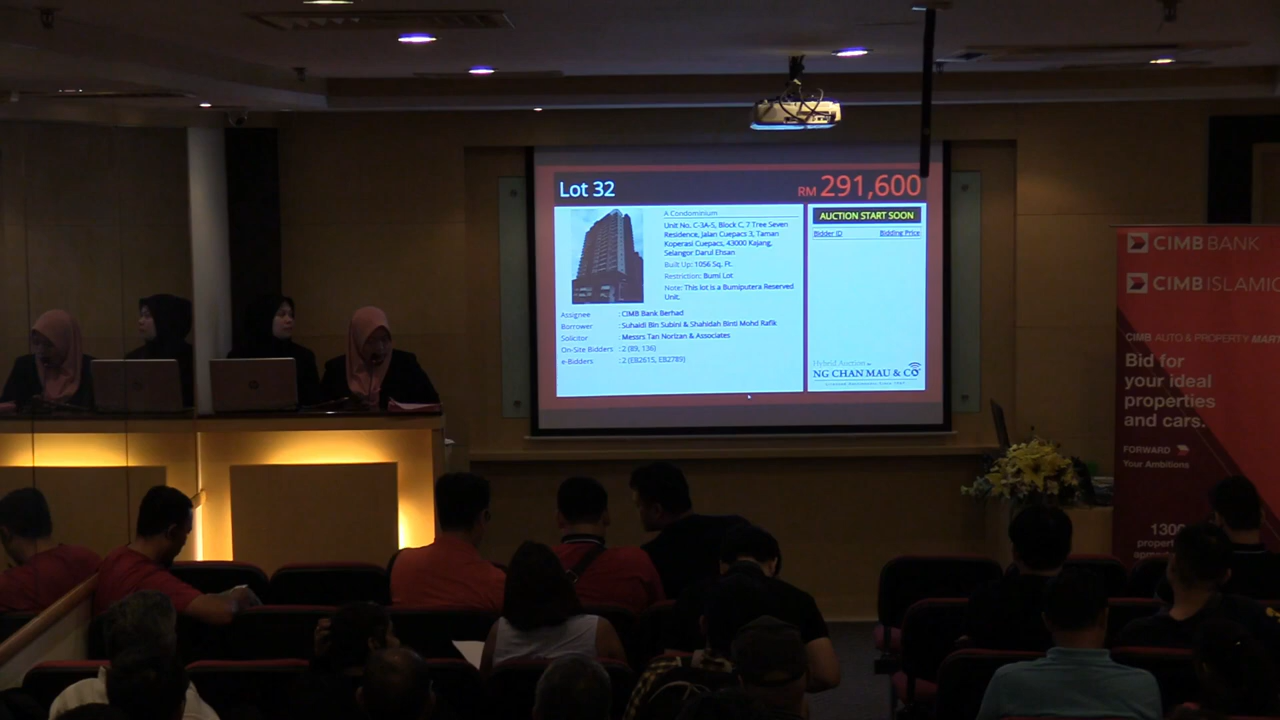 Lot 32
RM 291,600
A Condominium
Unit No. C-3A-5, Block C, 7 Tree Seven
Residence, Jalan Cuepacs 3, Taman
Koperasi Cuepacs, 43000 Kajang,
Selangor Darul Ehsan
Built Up: 1056 Sq. Ft.
Restriction: Bumi Lot
Note: This lot is a Bumiputera Reserved
Unit.
Assignee : CIMB Bank Berhad
Borrower : Suhaidi Bin Subini & Shahidah Binti Mohd Rafik
Solicitor : Messrs Tan Norizan & Associates
On-Site Bidders : 2 (89, 136)
e-Bidders : 2 (EB2615, EB2789)
AUCTION START SOON
Bidder ID Bidding Price
Hybrid Auction
NG CHAN MAU & CO
CIMB BANK
CIMB ISLAMIC
CIMB AUTO & PROPERTY MART
Bid for
your ideal
properties
and cars.
FORWARD
Your Ambitions
1300
propert